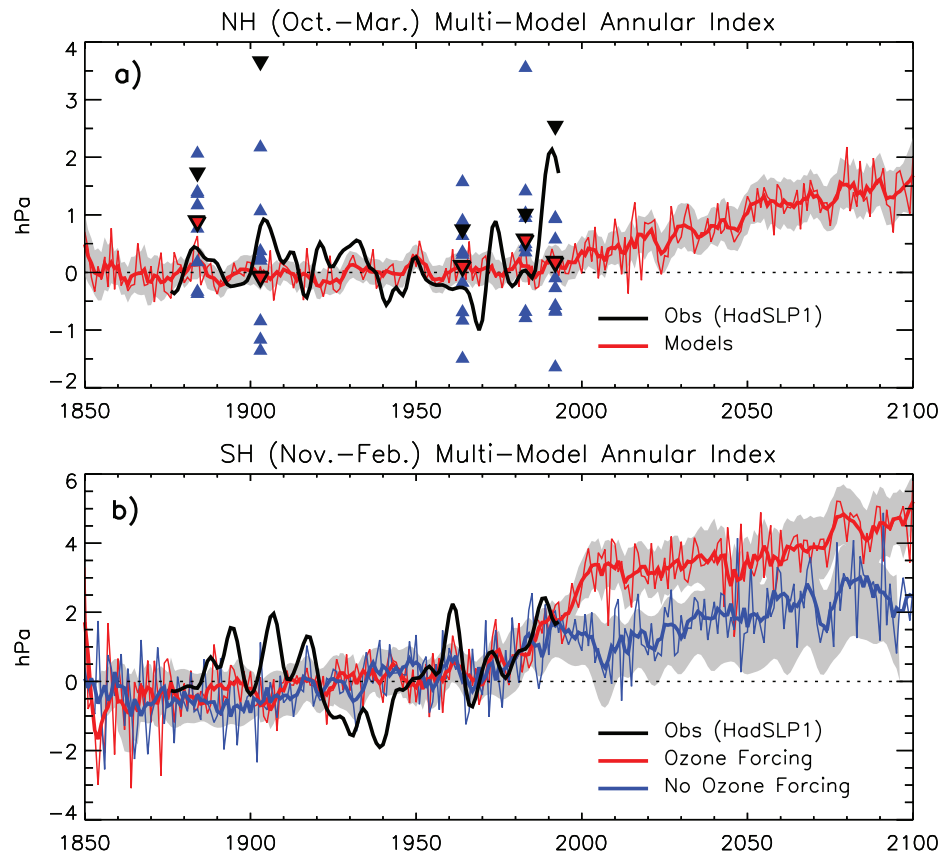 NH (Oct.-Mar.) Multi-Model Annular Index
a)
4
3
2
1
0
-1
-2
hPa
Obs (HadSLP1)
Models
1850 1900 1950 2000 2050 2100
SH (Nov.-Feb.) Multi-Model Annular Index
b)
6
4
2
0
-2
-4
hPa
Obs (HadSLP1)
Ozone Forcing
No Ozone Forcing
1850 1900 1950 2000 2050 2100